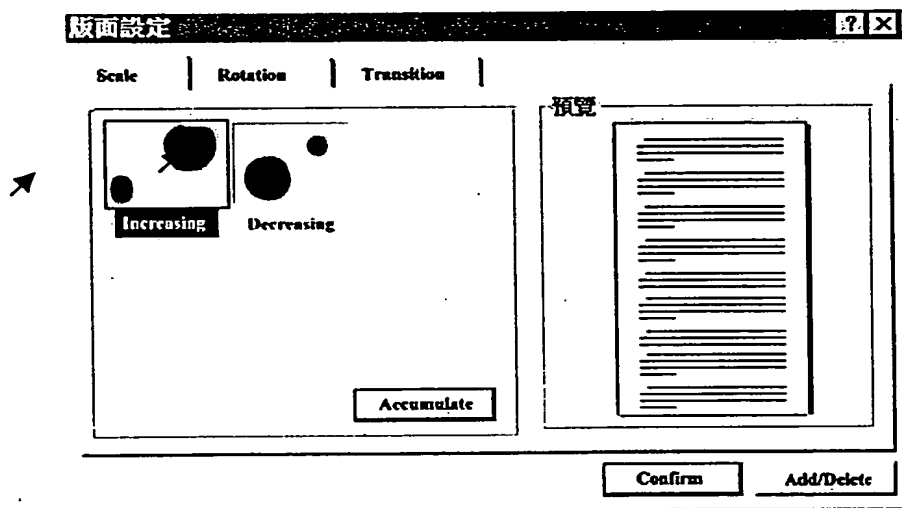 版面設定 ? X
Scale Rotation Transition
預覽
Increasing Decreasing
Accumulate
Confirm Add/Delete